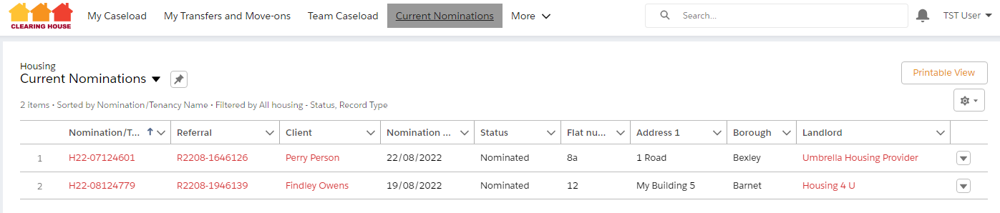 CLEARING HOUSE
My Caseload My Transfers and Move-ons Team Caseload Current Nominations More Search... TST User
Housing
Current Nominations
Printable View
2 items • Sorted by Nomination/Tenancy Name • Filtered by All housing - Status, Record Type
Nomination/T... Referral Client Nomination ... Status Flat nu... Address 1 Borough Landlord
1 H22-07124601 R2208-1646126 Perry Person 22/08/2022 Nominated 8a 1 Road Bexley Umbrella Housing Provider
2 H22-08124779 R2208-1946139 Findley Owens 19/08/2022 Nominated 12 My Building 5 Barnet Housing 4 U